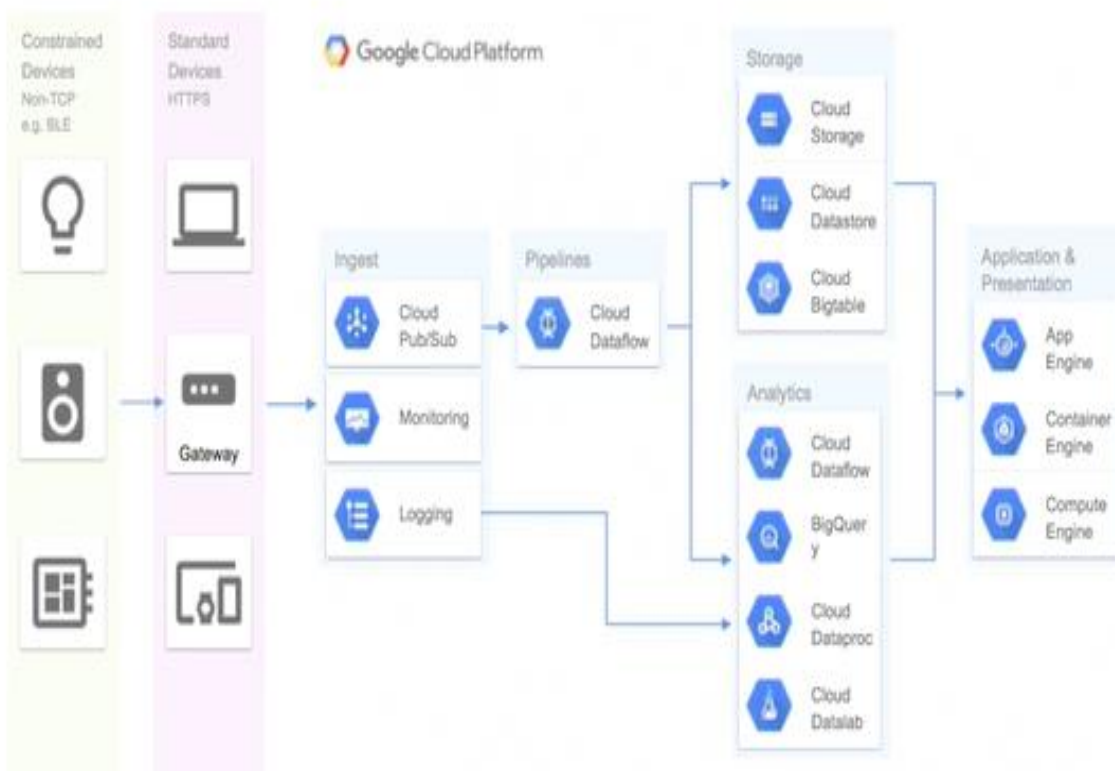 Constrained
Devices
Non-TCP
e.g. BLE
Standard
Devices
HTTPS
Google Cloud Platform
Ingest
Cloud
Pub/Sub
Monitoring
Logging
Gateway
Pipelines
Cloud
Dataflow
Storage
Cloud
Storage
Cloud
Datastore
Cloud
Bigtable
Analytics
Cloud
Dataflow
BigQuer
y
Cloud
Dataproc
Cloud
Datalab
Application &
Presentation
App
Engine
Container
Engine
Compute
Engine